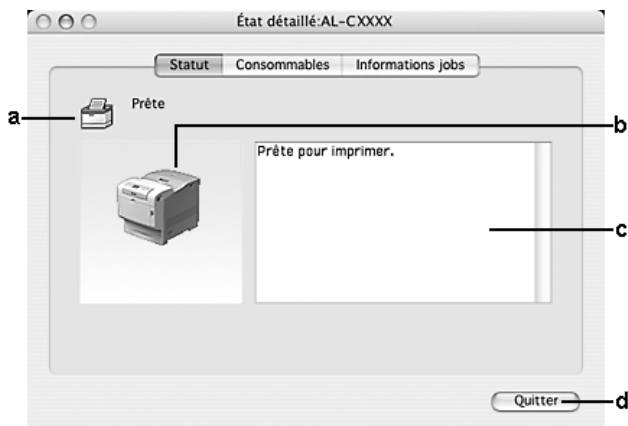 État détaillé:AL-CXXXX
Statut Consommables Informations jobs
a
Prête
b
Prête pour imprimer.
c
Quitter
d